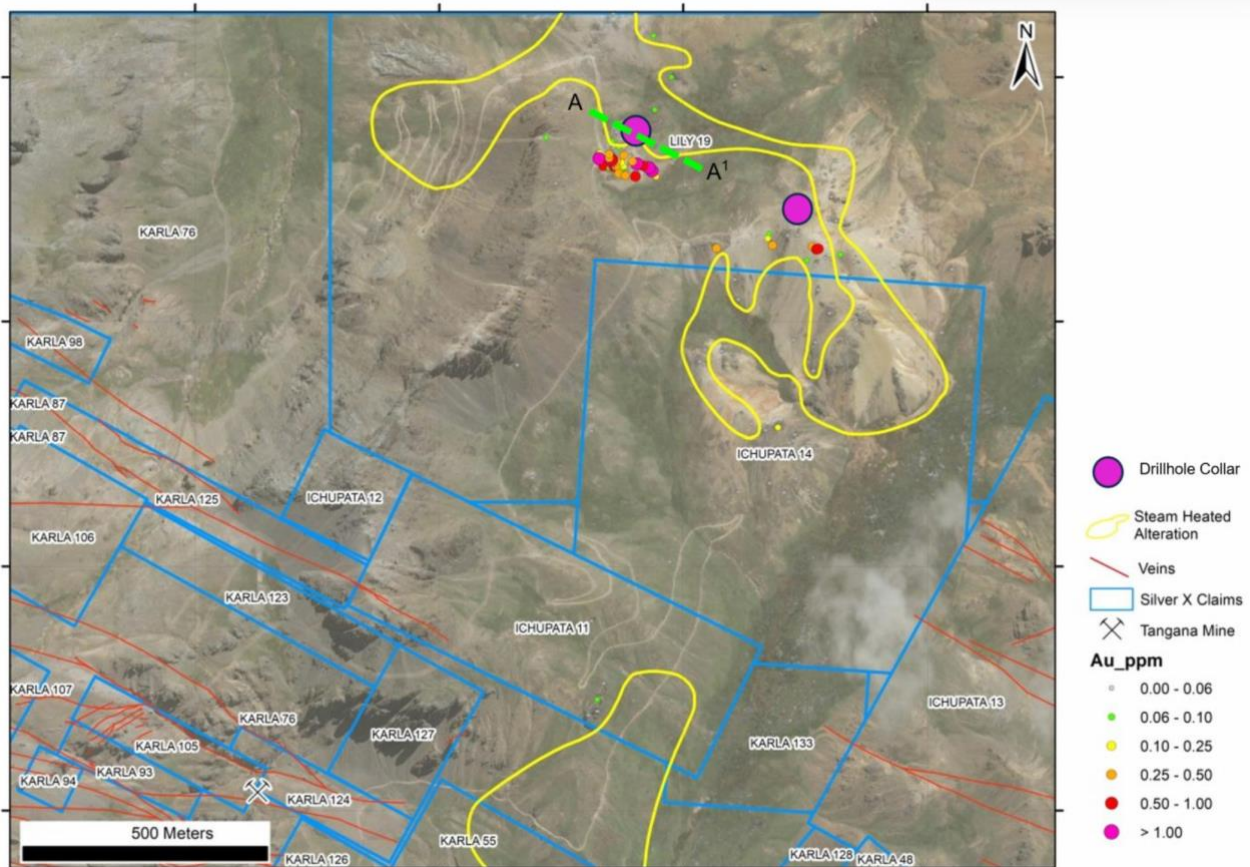 N
A
LILY 19
A¹
KARLA 76
KARLA 98
KARLA 87
KARLA 87
ICHUPATA 14
KARLA 125
ICHUPATA 12
KARLA 106
KARLA 123
ICHUPATA 11
KARLA 107
KARLA 76
ICHUPATA 13
KARLA 105
KARLA 127
KARLA 133
KARLA 94
KARLA 93
KARLA 124
500 Meters
KARLA 55
KARLA 126
KARLA 128
KARLA 48
Drillhole Collar
Steam Heated
Alteration
Veins
Silver X Claims
Tangana Mine
Au_ppm
0.00 - 0.06
0.06 - 0.10
0.10 - 0.25
0.25 - 0.50
0.50 - 1.00
> 1.00